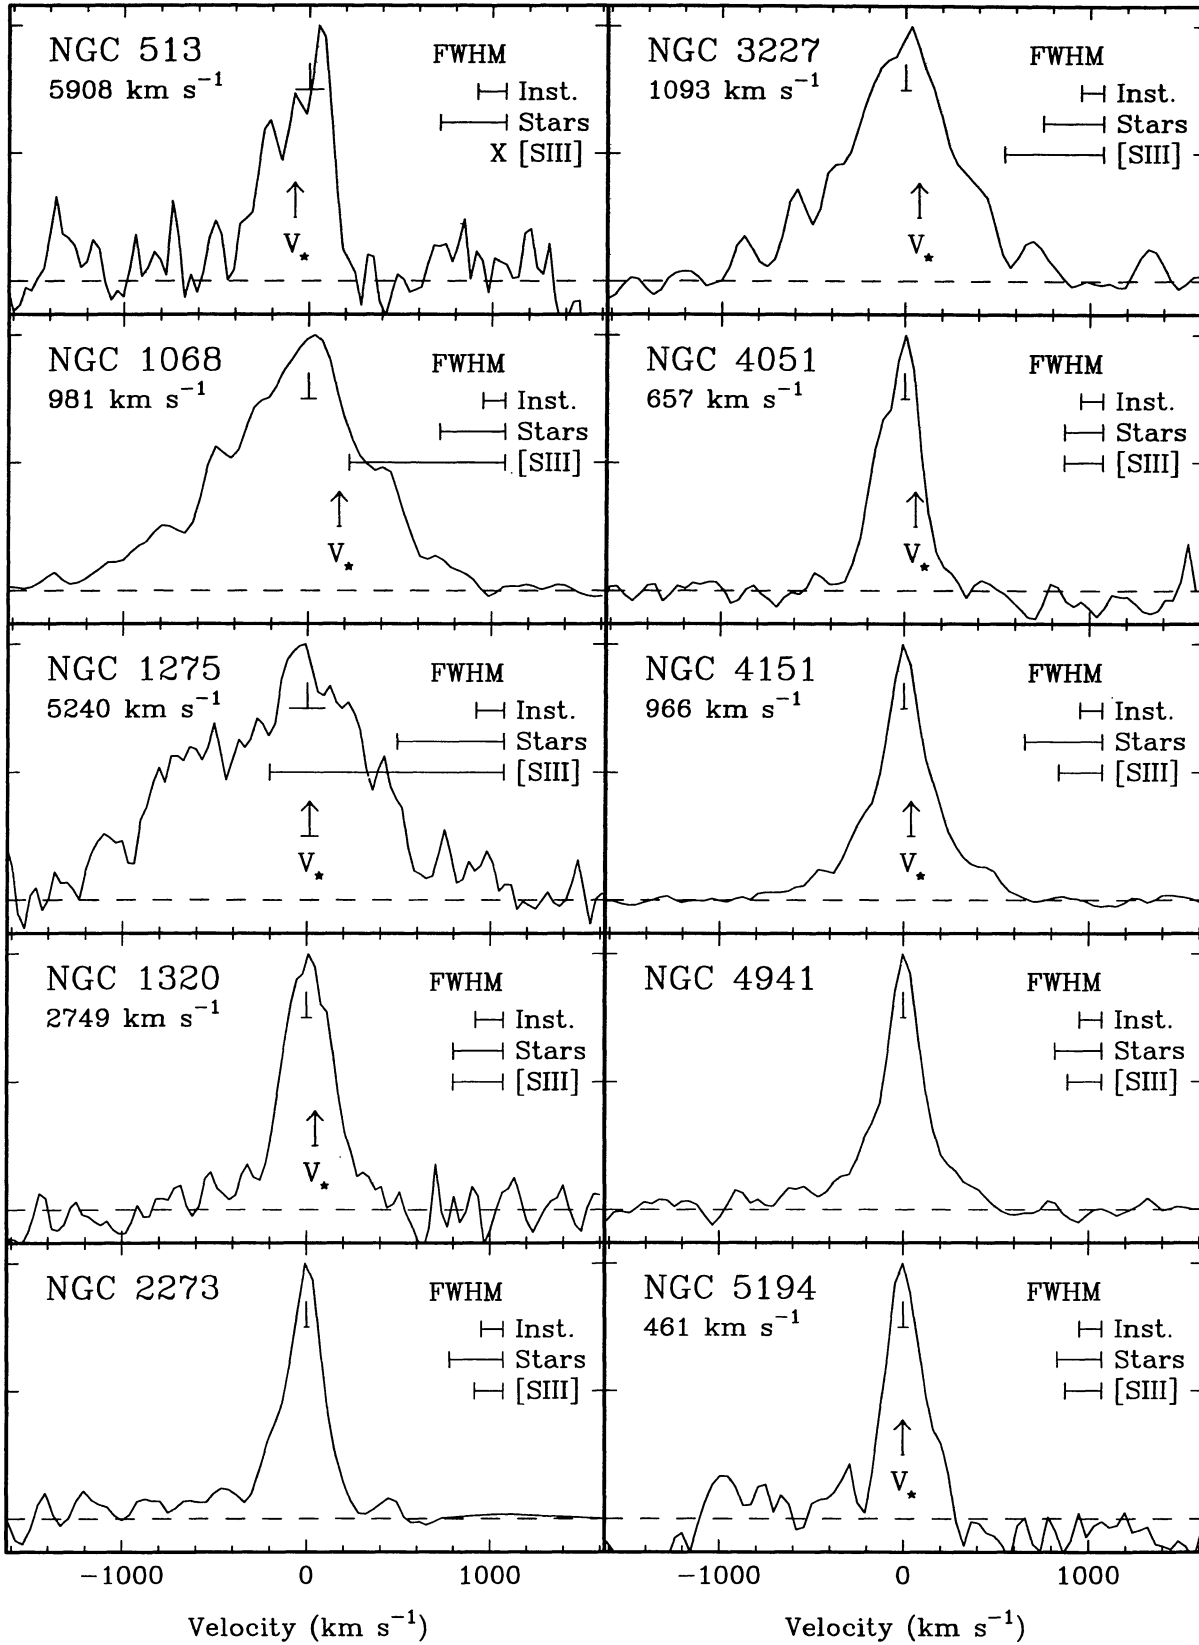 NGC 513
5908 km s⁻¹
FWHM
Inst.
Stars
X [SIII]
V⋆
NGC 1068
981 km s⁻¹
FWHM
Inst.
Stars
[SIII]
V⋆
NGC 1275
5240 km s⁻¹
FWHM
Inst.
Stars
[SIII]
V⋆
NGC 1320
2749 km s⁻¹
FWHM
Inst.
Stars
[SIII]
V⋆
NGC 2273
FWHM
Inst.
Stars
[SIII]
−1000 0 1000
Velocity (km s⁻¹)
NGC 3227
1093 km s⁻¹
FWHM
Inst.
Stars
[SIII]
V⋆
NGC 4051
657 km s⁻¹
FWHM
Inst.
Stars
[SIII]
V⋆
NGC 4151
966 km s⁻¹
FWHM
Inst.
Stars
[SIII]
V⋆
NGC 4941
FWHM
Inst.
Stars
[SIII]
NGC 5194
461 km s⁻¹
FWHM
Inst.
Stars
[SIII]
V⋆
−1000 0 1000
Velocity (km s⁻¹)